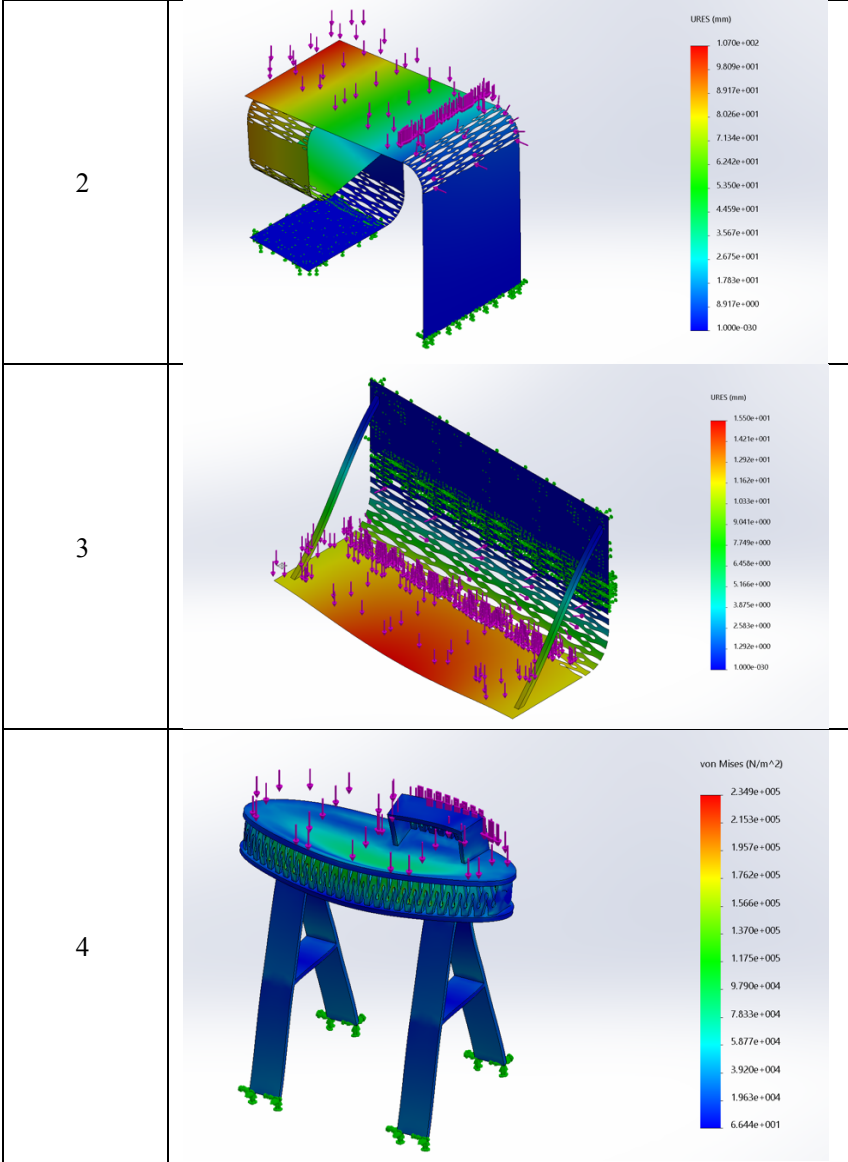 2
URES (mm)
1.070e+002
9.809e+001
8.917e+001
8.026e+001
7.134e+001
6.242e+001
5.350e+001
4.459e+001
3.567e+001
2.675e+001
1.783e+001
8.917e+000
1.000e-030
3
URES (mm)
1.550e+001
1.421e+001
1.292e+001
1.162e+001
1.033e+001
9.041e+000
7.749e+000
6.458e+000
5.166e+000
3.875e+000
2.583e+000
1.292e+000
1.000e-030
4
von Mises (N/m^2)
2.349e+005
2.153e+005
1.957e+005
1.762e+005
1.566e+005
1.370e+005
1.175e+005
9.790e+004
7.833e+004
5.877e+004
3.920e+004
1.963e+004
6.644e+001